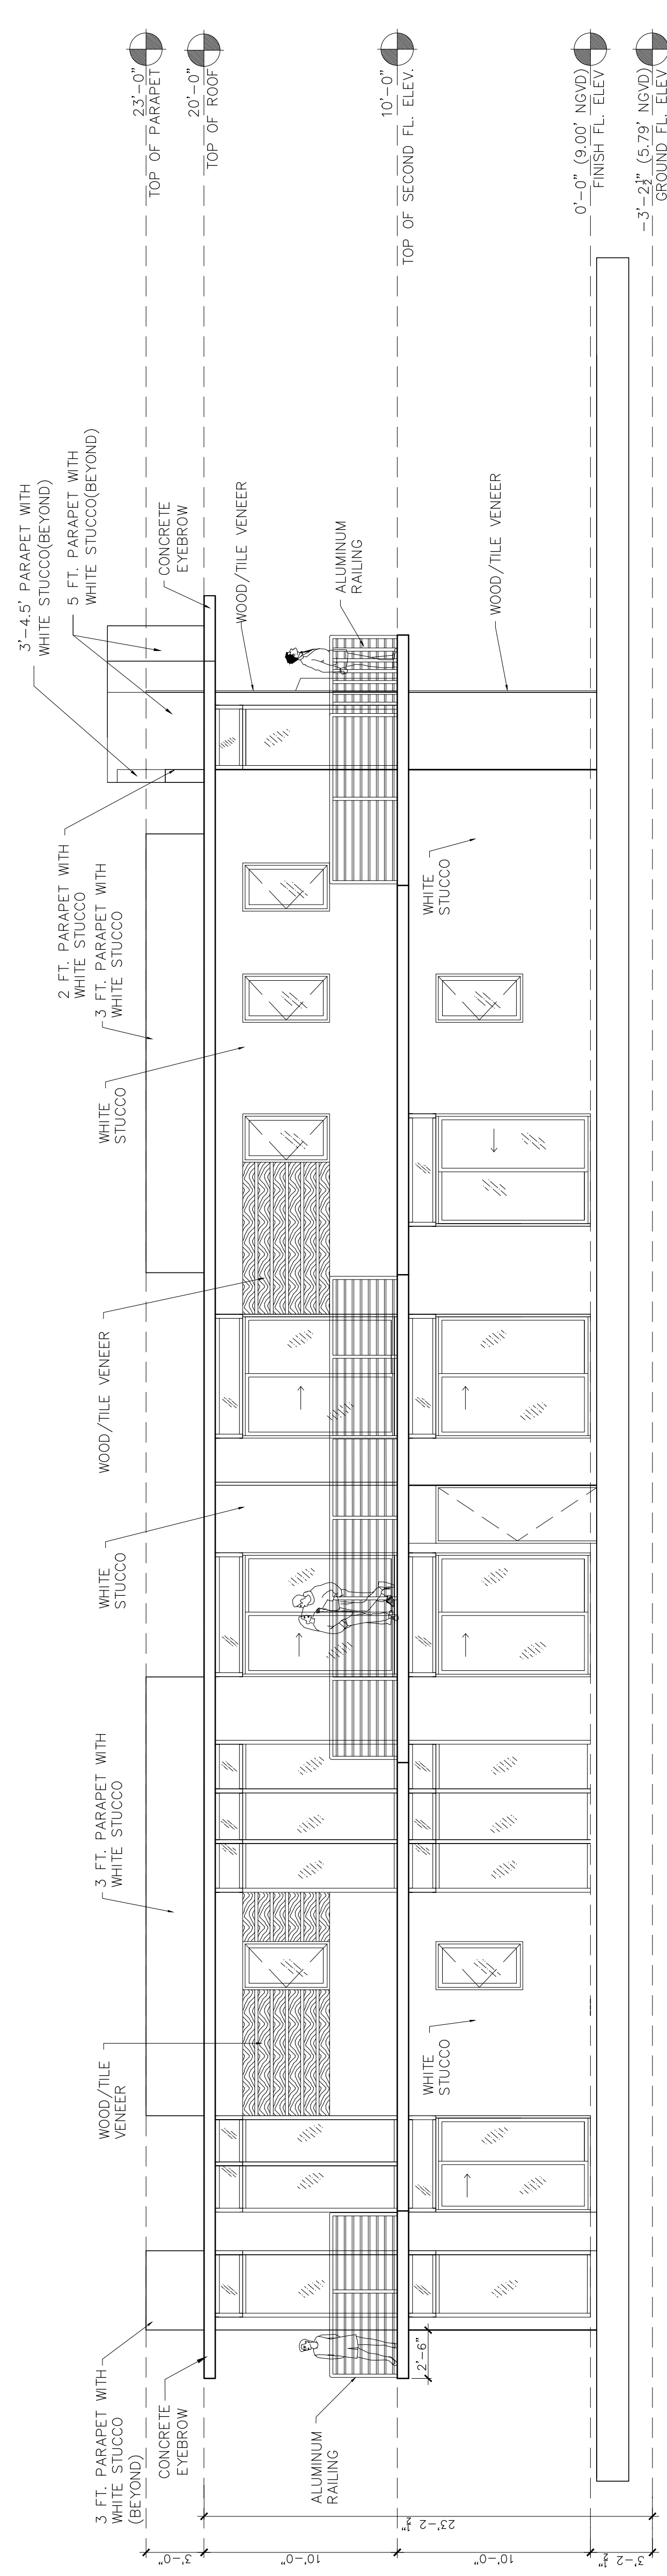 3 FT. PARAPET WITH
WHITE STUCCO
(BEYOND)
CONCRETE
EYEBROW
WOOD/TILE
VENEER
3 FT. PARAPET WITH
WHITE STUCCO
WHITE
STUCCO
WOOD/TILE VENEER
WHITE
STUCCO
2 FT. PARAPET WITH
WHITE STUCCO
3 FT. PARAPET WITH
WHITE STUCCO
3'-4.5' PARAPET WITH
WHITE STUCCO(BEYOND)
5 FT. PARAPET WITH
WHITE STUCCO(BEYOND)
CONCRETE
EYEBROW
WOOD/TILE VENEER
23'-0"
TOP OF PARAPET
20'-0"
TOP OF ROOF
ALUMINUM
RAILING
ALUMINUM
RAILING
10'-0"
TOP OF SECOND FL. ELEV.
2'-6"
WHITE
STUCCO
WHITE
STUCCO
WOOD/TILE VENEER
0'-0" (9.00' NGVD)
FINISH FL. ELEV
-3'-2½" (5.79' NGVD)
GROUND FL. ELEV
3'-0"
10'-0"
10'-0"
3'-2½"
23'-2½"